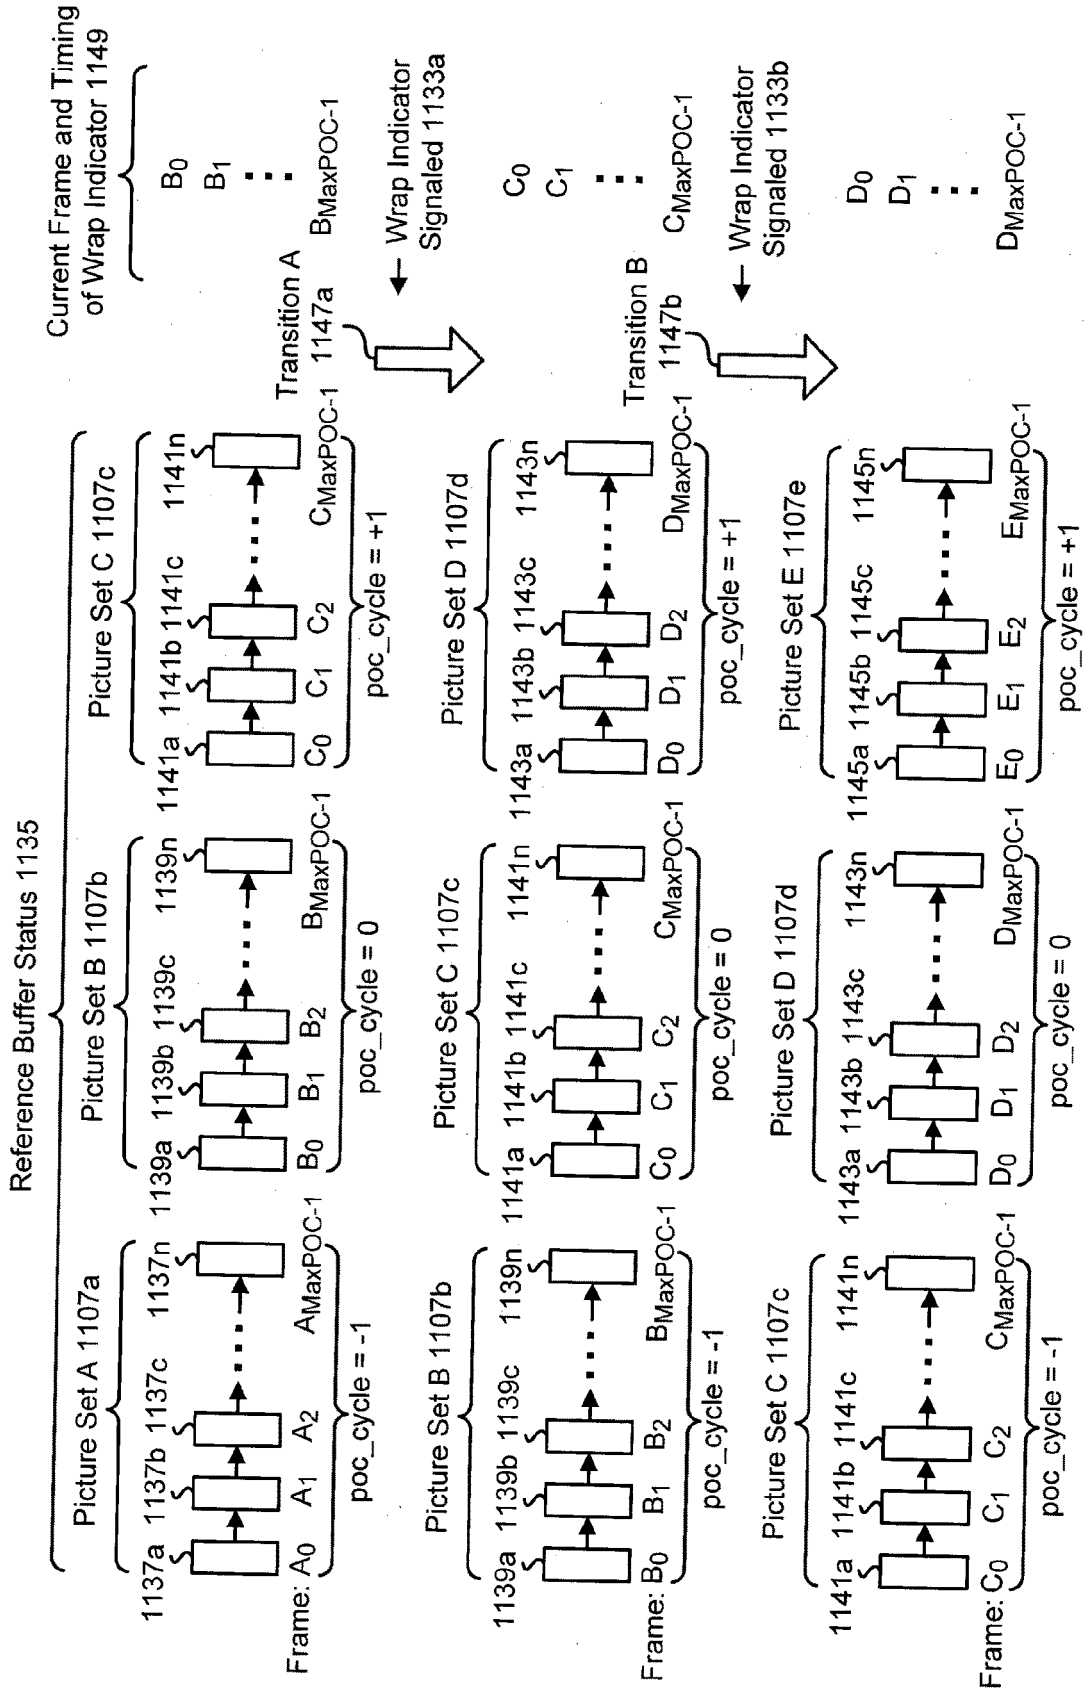 Reference Buffer Status 1135
Current Frame and Timing
of Wrap Indicator 1149
Picture Set A 1107a
Picture Set B 1107b
Picture Set C 1107c
1137a 1137b 1137c 1137n
1139a 1139b 1139c 1139n
1141a 1141b 1141c 1141n
Frame: A0 A1 A2 AMaxPOC-1
B0 B1 B2 BMaxPOC-1
C0 C1 C2 CMaxPOC-1
poc_cycle = -1
poc_cycle = 0
poc_cycle = +1
B0
B1
BMaxPOC-1
Transition A
1147a
Wrap Indicator
Signaled 1133a
Picture Set B 1107b
Picture Set C 1107c
Picture Set D 1107d
1139a 1139b 1139c 1139n
1141a 1141b 1141c 1141n
1143a 1143b 1143c 1143n
Frame: B0 B1 B2 BMaxPOC-1
C0 C1 C2 CMaxPOC-1
D0 D1 D2 DMaxPOC-1
poc_cycle = -1
poc_cycle = 0
poc_cycle = +1
C0
C1
CMaxPOC-1
Transition B
1147b
Wrap Indicator
Signaled 1133b
Picture Set C 1107c
Picture Set D 1107d
Picture Set E 1107e
1141a 1141b 1141c 1141n
1143a 1143b 1143c 1143n
1145a 1145b 1145c 1145n
Frame: C0 C1 C2 CMaxPOC-1
D0 D1 D2 DMaxPOC-1
E0 E1 E2 EMaxPOC-1
poc_cycle = -1
poc_cycle = 0
poc_cycle = +1
D0
D1
DMaxPOC-1